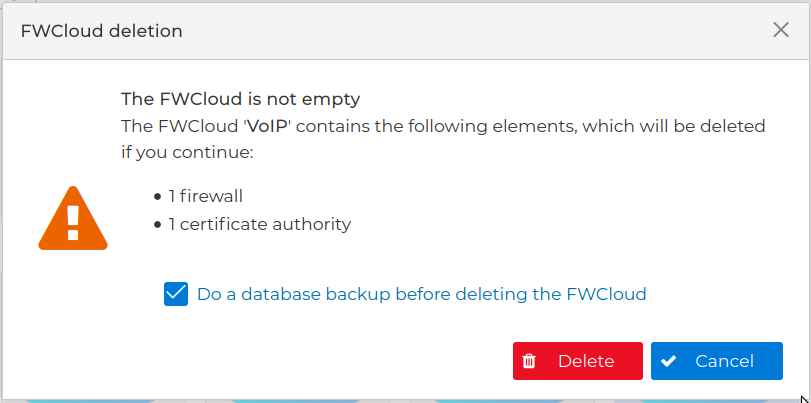 FWCloud deletion
The FWCloud is not empty
The FWCloud 'VoIP' contains the following elements, which will be deleted
if you continue:
• 1 firewall
• 1 certificate authority
Do a database backup before deleting the FWCloud
Delete
Cancel